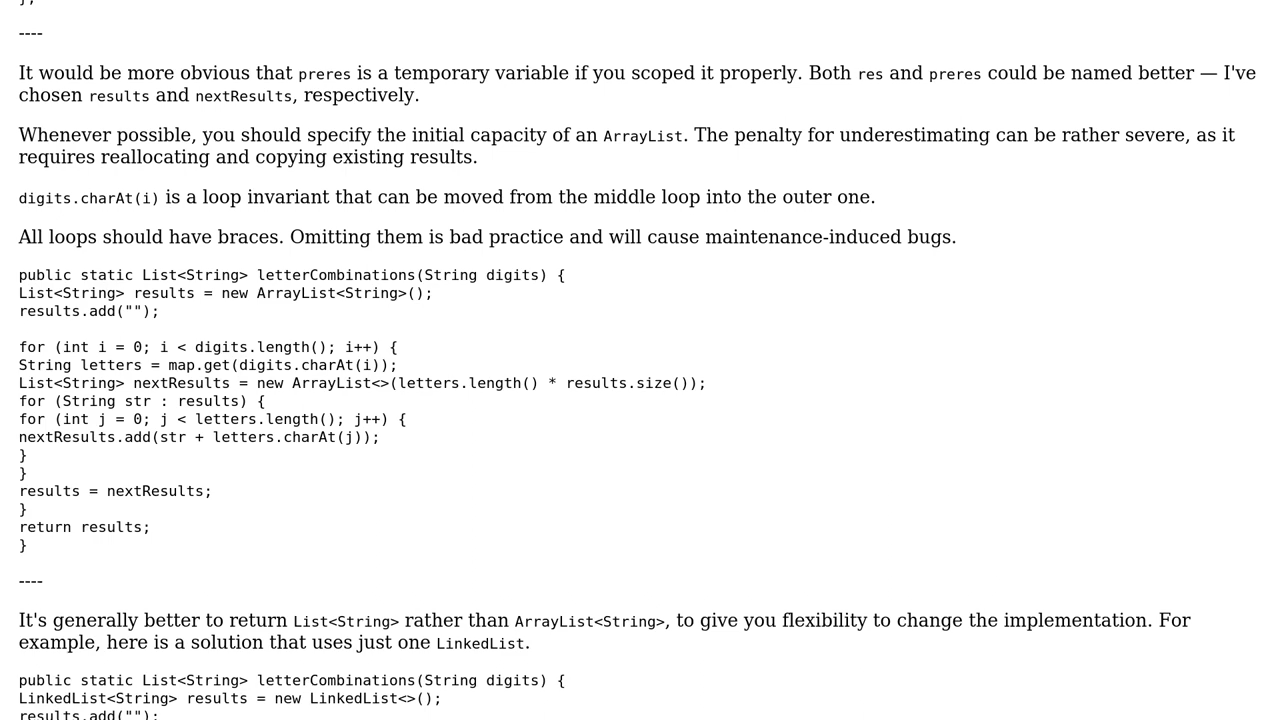 };
----
It would be more obvious that preres is a temporary variable if you scoped it properly. Both res and preres could be named better — I've
chosen results and nextResults, respectively.
Whenever possible, you should specify the initial capacity of an ArrayList. The penalty for underestimating can be rather severe, as it
requires reallocating and copying existing results.
digits.charAt(i) is a loop invariant that can be moved from the middle loop into the outer one.
All loops should have braces. Omitting them is bad practice and will cause maintenance-induced bugs.
public static List<String> letterCombinations(String digits) {
List<String> results = new ArrayList<String>();
results.add("");
for (int i = 0; i < digits.length(); i++) {
String letters = map.get(digits.charAt(i));
List<String> nextResults = new ArrayList<>(letters.length() * results.size());
for (String str : results) {
for (int j = 0; j < letters.length(); j++) {
nextResults.add(str + letters.charAt(j));
}
}
results = nextResults;
}
return results;
}
----
It's generally better to return List<String> rather than ArrayList<String>, to give you flexibility to change the implementation. For
example, here is a solution that uses just one LinkedList.
public static List<String> letterCombinations(String digits) {
LinkedList<String> results = new LinkedList<>();
results.add("");